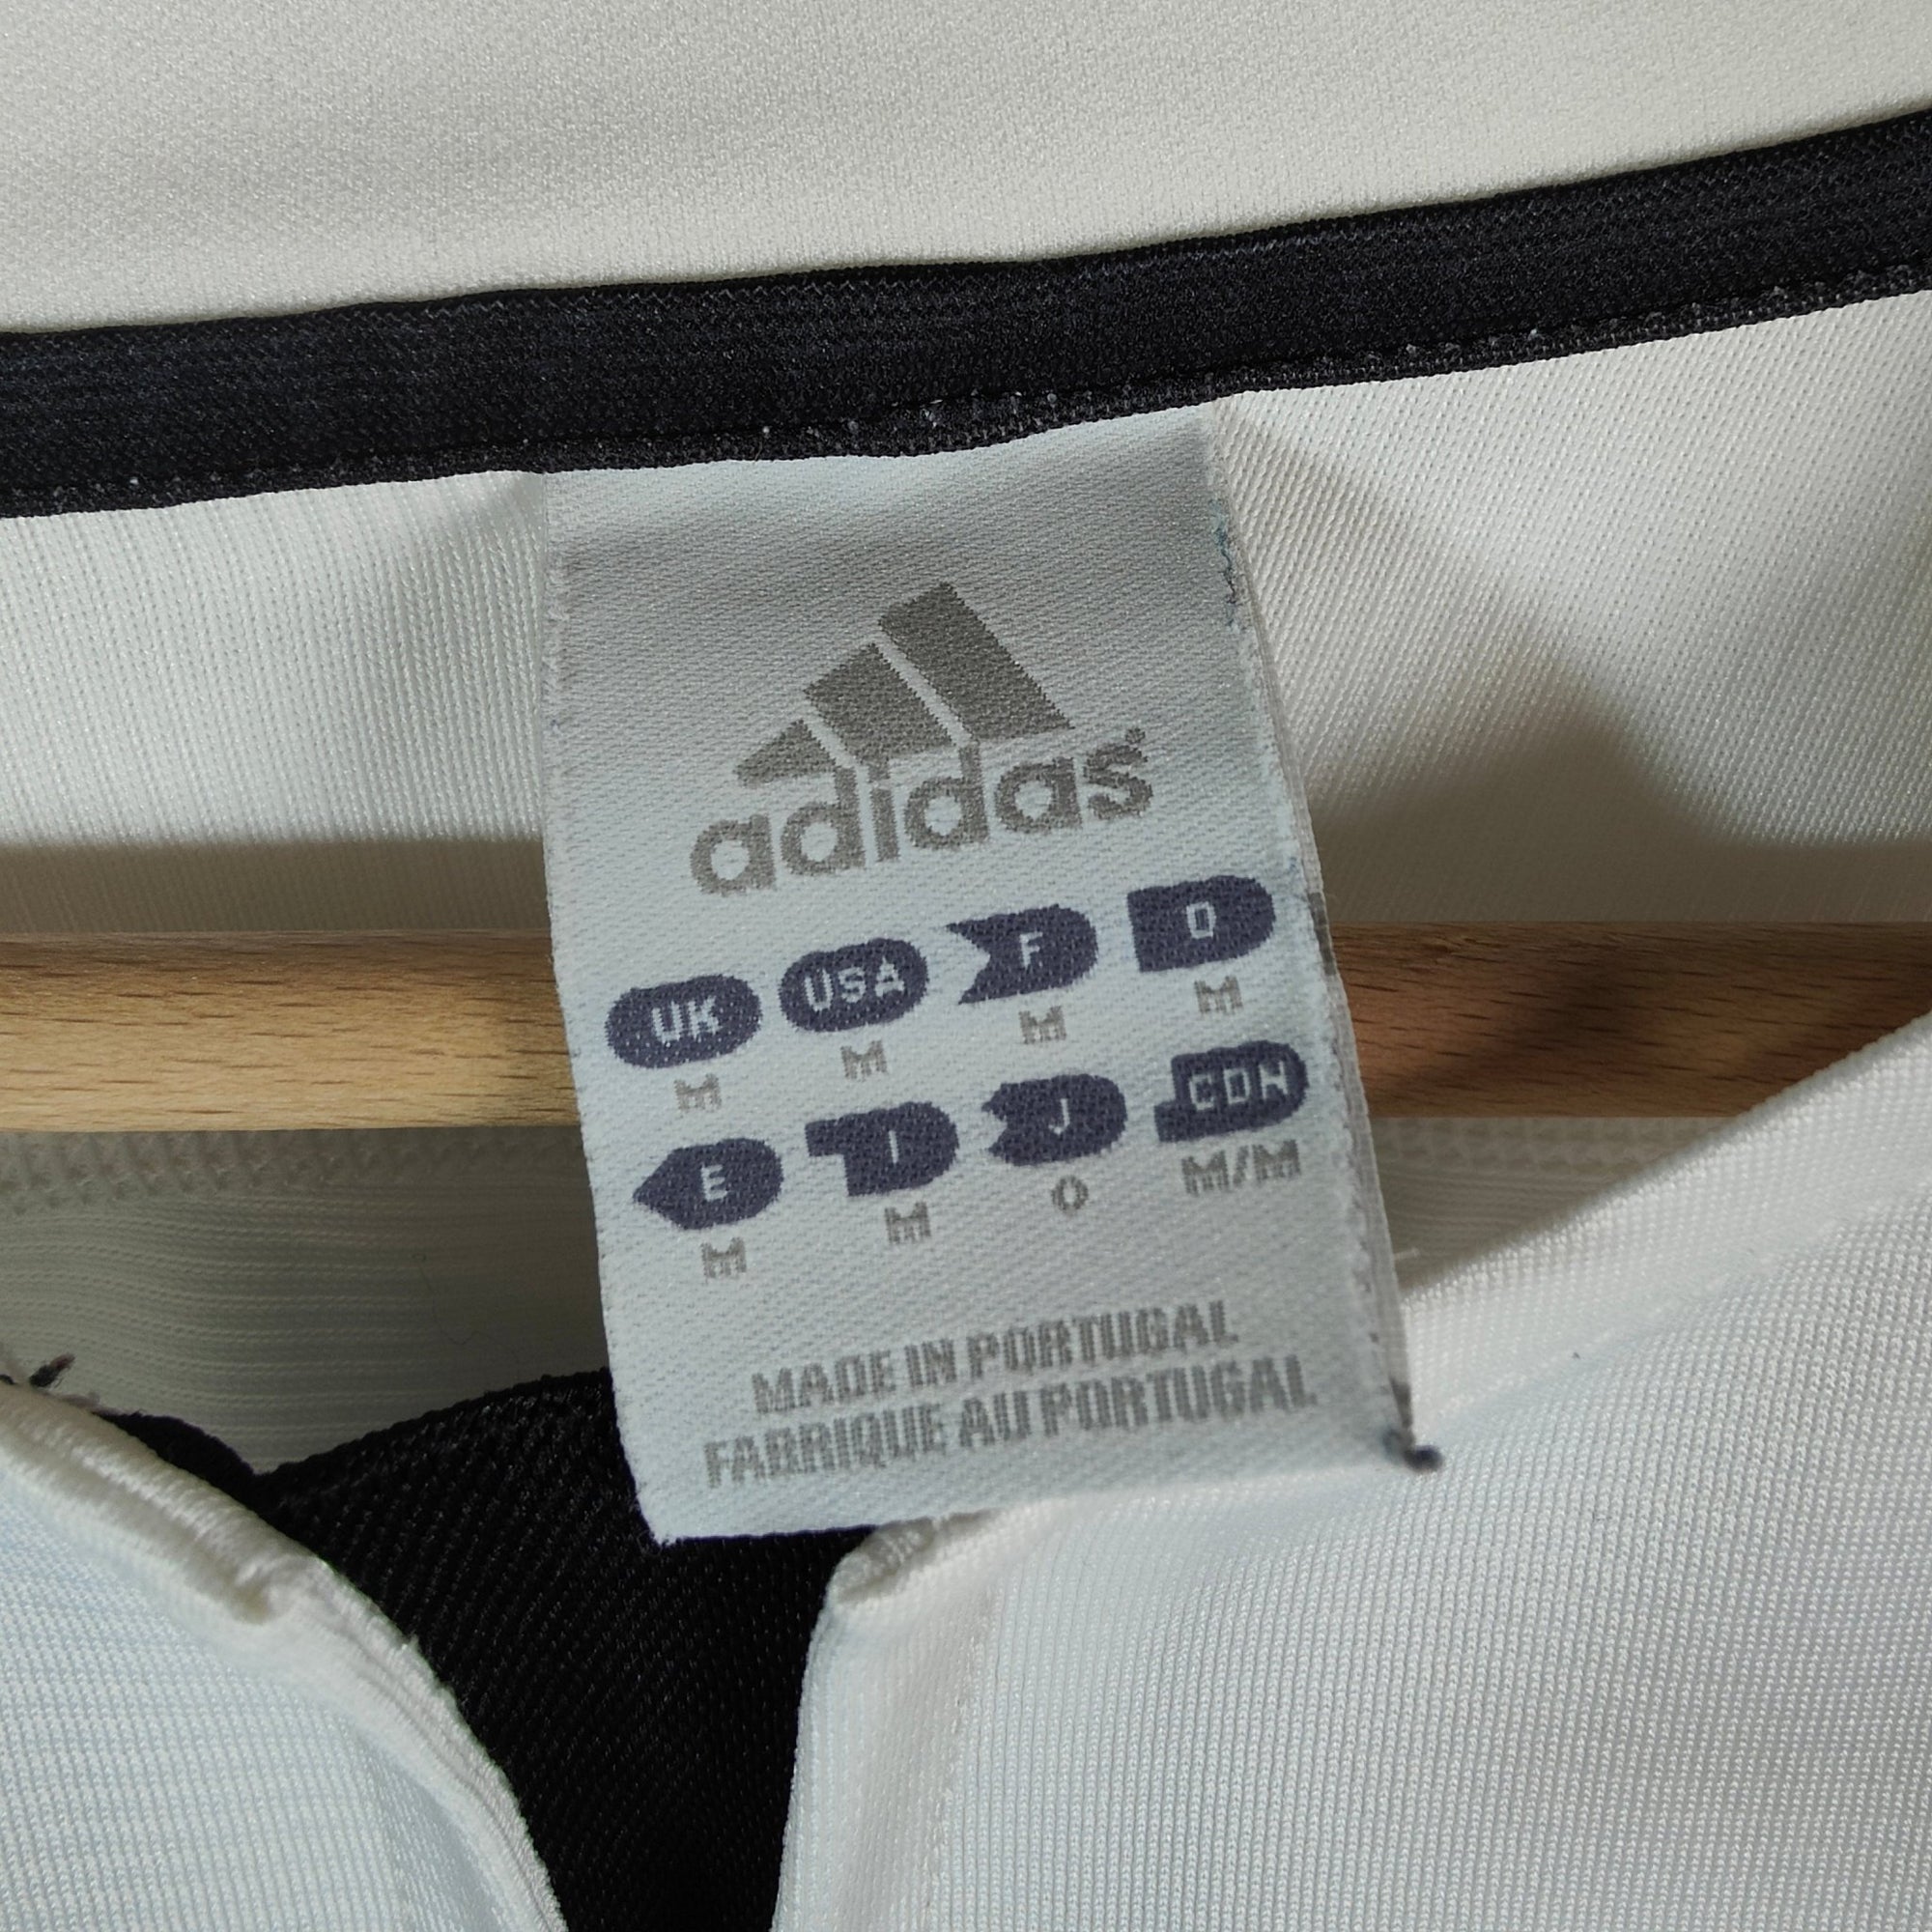 adidas
UK USA F D
M M M M
E I J CDN
M M O M/M
MADE IN PORTUGAL
FABRIQUE AU PORTUGAL